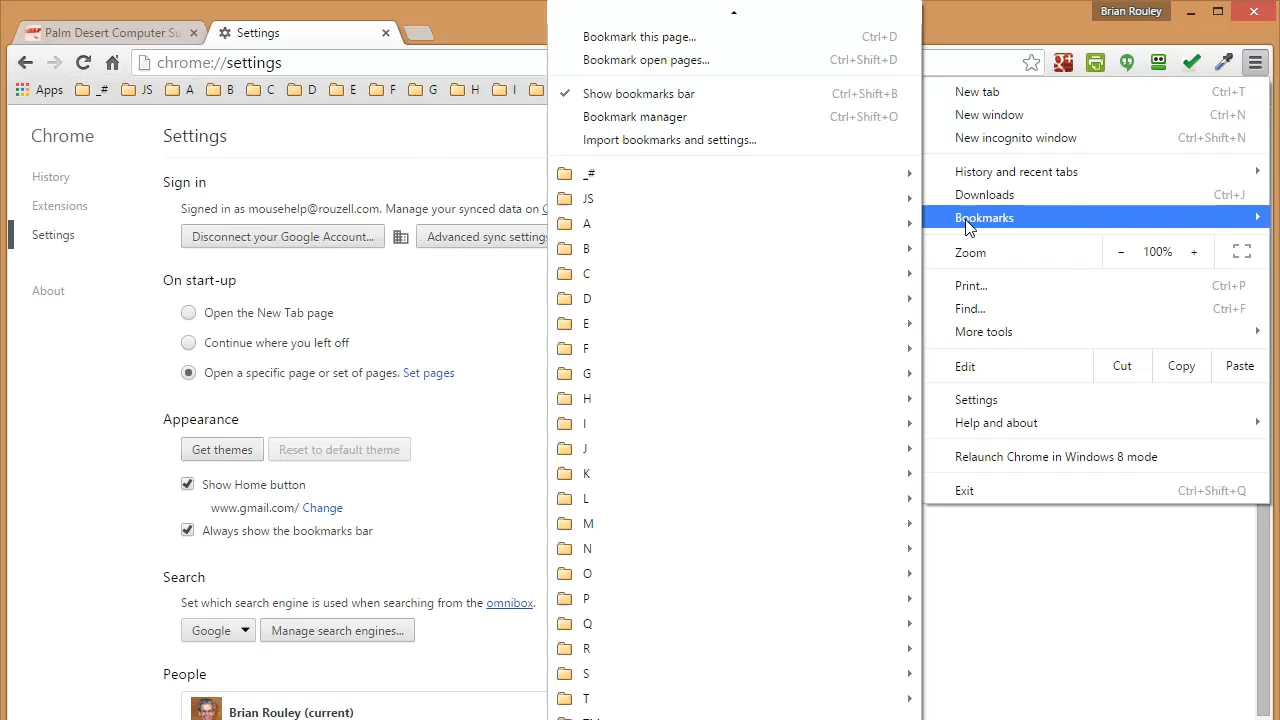 Brian Rouley
Palm Desert Computer Su
Settings
chrome://settings
Apps _# JS A B C D E F G H I
Chrome
History
Extensions
Settings
About
Settings
Sign in
Signed in as mousehelp@rouzell.com. Manage your synced data on
Disconnect your Google Account... Advanced sync settings
On start-up
Open the New Tab page
Continue where you left off
Open a specific page or set of pages. Set pages
Appearance
Get themes Reset to default theme
Show Home button
www.gmail.com/ Change
Always show the bookmarks bar
Search
Set which search engine is used when searching from the omnibox.
Google Manage search engines...
People
Brian Rouley (current)
Bookmark this page... Ctrl+D
Bookmark open pages... Ctrl+Shift+D
Show bookmarks bar Ctrl+Shift+B
Bookmark manager Ctrl+Shift+O
Import bookmarks and settings...
_#
JS
A
B
C
D
E
F
G
H
I
J
K
L
M
N
O
P
Q
R
S
T
New tab Ctrl+T
New window Ctrl+N
New incognito window Ctrl+Shift+N
History and recent tabs
Downloads Ctrl+J
Bookmarks
Zoom − 100% +
Print... Ctrl+P
Find... Ctrl+F
More tools
Edit Cut Copy Paste
Settings
Help and about
Relaunch Chrome in Windows 8 mode
Exit Ctrl+Shift+Q